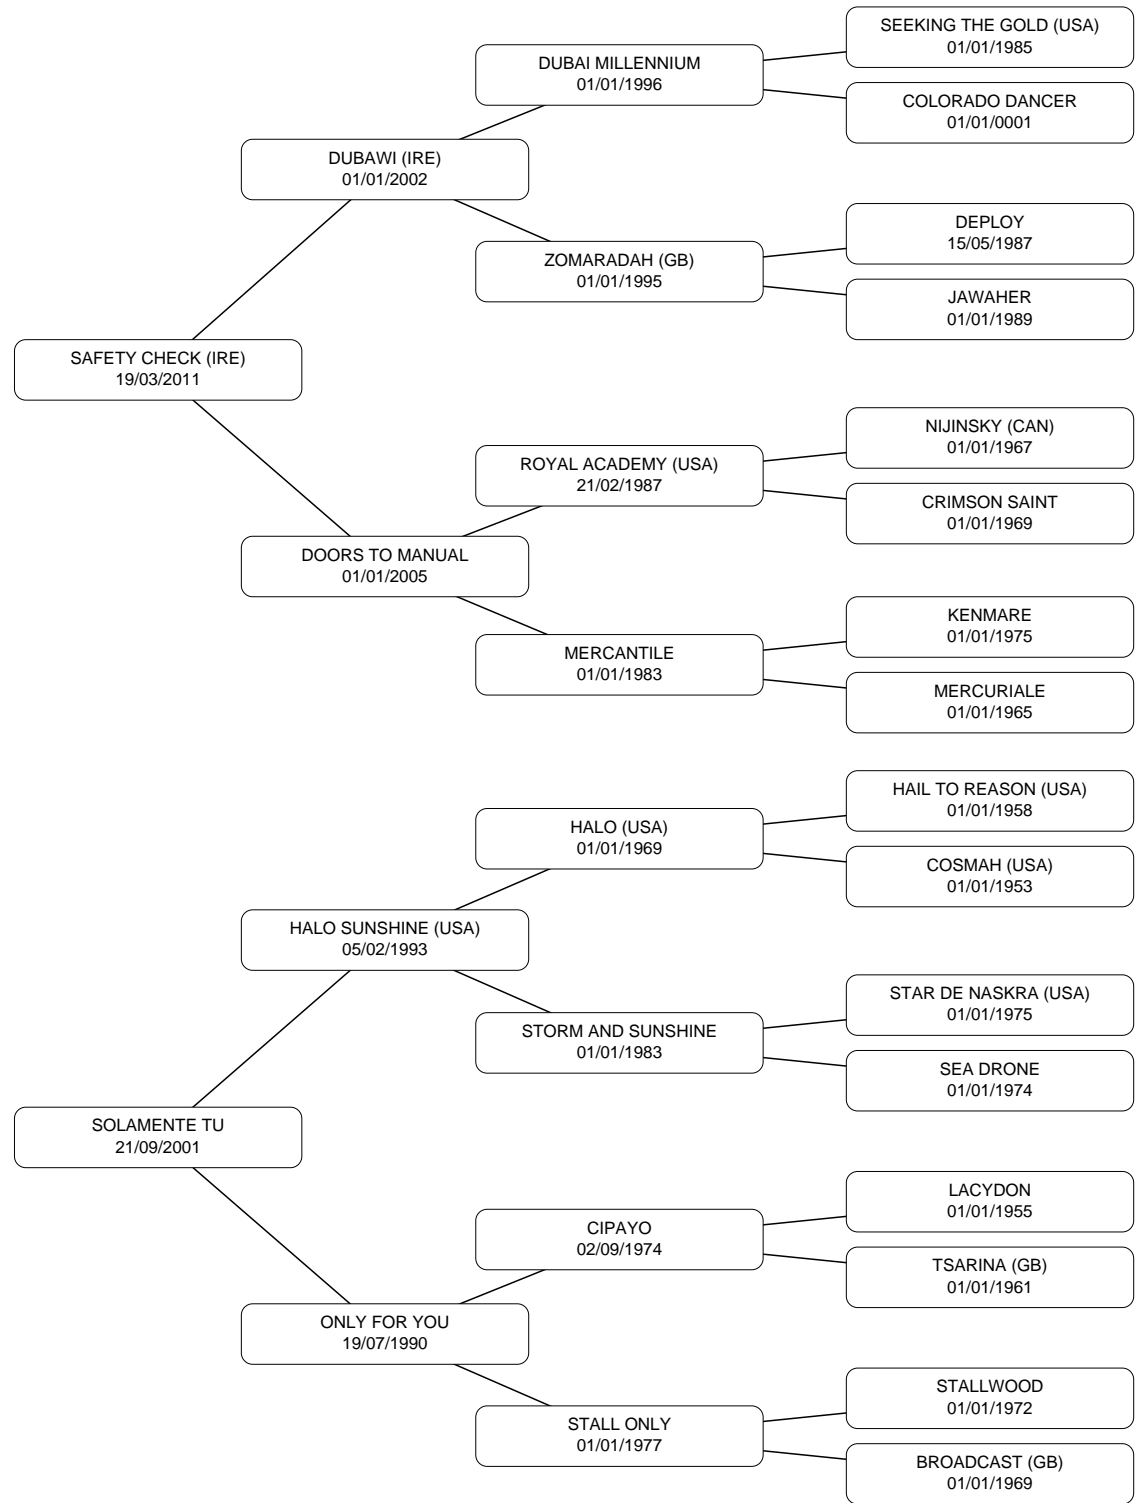 SEEKING THE GOLD (USA)
01/01/1985
DUBAI MILLENNIUM
01/01/1996
COLORADO DANCER
01/01/0001
DUBAWI (IRE)
01/01/2002
DEPLOY
15/05/1987
ZOMARADAH (GB)
01/01/1995
JAWAHER
01/01/1989
SAFETY CHECK (IRE)
19/03/2011
NIJINSKY (CAN)
01/01/1967
ROYAL ACADEMY (USA)
21/02/1987
CRIMSON SAINT
01/01/1969
DOORS TO MANUAL
01/01/2005
KENMARE
01/01/1975
MERCANTILE
01/01/1983
MERCURIALE
01/01/1965
HAIL TO REASON (USA)
01/01/1958
HALO (USA)
01/01/1969
COSMAH (USA)
01/01/1953
HALO SUNSHINE (USA)
05/02/1993
STAR DE NASKRA (USA)
01/01/1975
STORM AND SUNSHINE
01/01/1983
SEA DRONE
01/01/1974
SOLAMENTE TU
21/09/2001
LACYDON
01/01/1955
CIPAYO
02/09/1974
TSARINA (GB)
01/01/1961
ONLY FOR YOU
19/07/1990
STALLWOOD
01/01/1972
STALL ONLY
01/01/1977
BROADCAST (GB)
01/01/1969